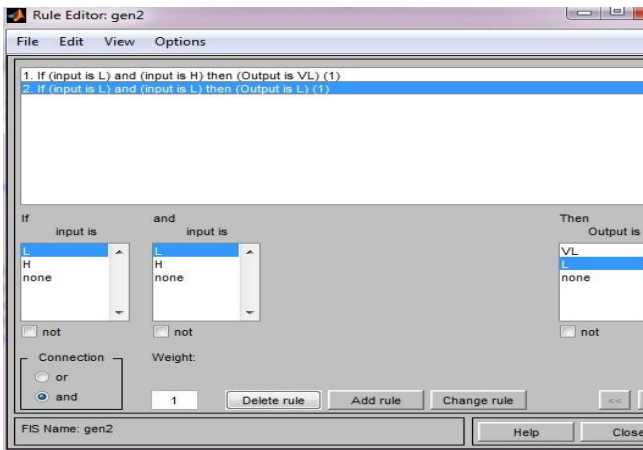 Rule Editor: gen2
File Edit View Options
1. If (input is L) and (input is H) then (Output is VL) (1)
2. If (input is L) and (input is L) then (Output is L) (1)
If and Then
input is input is Output is
L L VL
H H L
none none none
not not not
Connection Weight:
or
and 1 Delete rule Add rule Change rule <<
FIS Name: gen2 Help Close